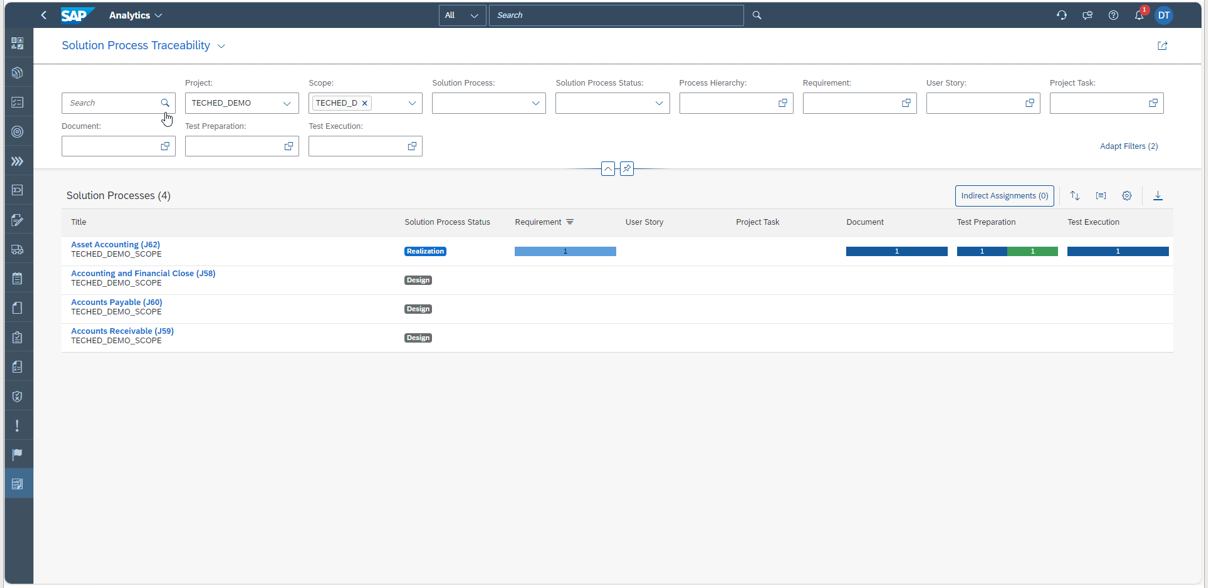 SAP
Analytics
All
Search
1
DT
Solution Process Traceability
Project:
Scope:
Solution Process:
Solution Process Status:
Process Hierarchy:
Requirement:
User Story:
Project Task:
Search
TECHED_DEMO
TECHED_D
Document:
Test Preparation:
Test Execution:
Adapt Filters (2)
Solution Processes (4)
Indirect Assignments (0)
Title
Solution Process Status
Requirement
User Story
Project Task
Document
Test Preparation
Test Execution
Asset Accounting (J62)
TECHED_DEMO_SCOPE
Realization
1
1
1
1
1
Accounting and Financial Close (J58)
TECHED_DEMO_SCOPE
Design
Accounts Payable (J60)
TECHED_DEMO_SCOPE
Design
Accounts Receivable (J59)
TECHED_DEMO_SCOPE
Design